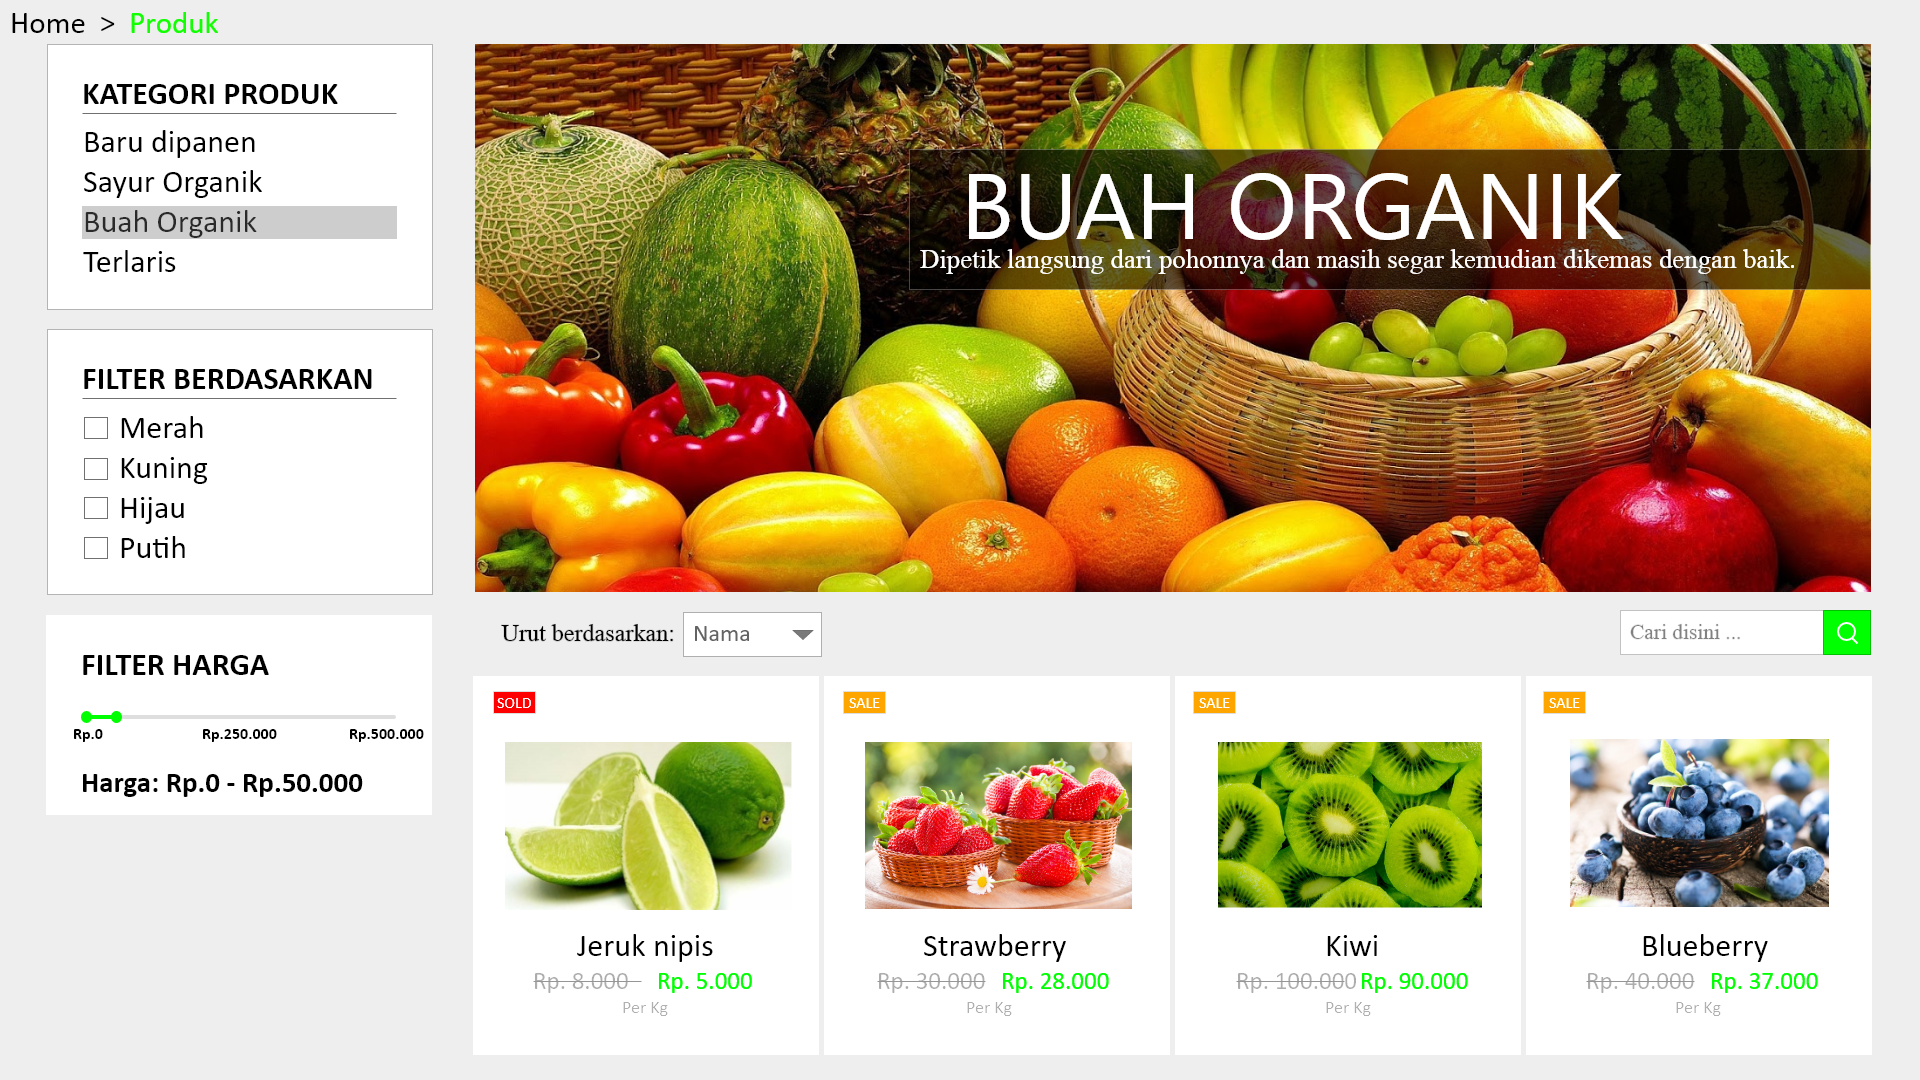 Home > Produk
KATEGORI PRODUK
Baru dipanen
Sayur Organik
Buah Organik
Terlaris
FILTER BERDASARKAN
Merah
Kuning
Hijau
Putih
FILTER HARGA
Rp.0 Rp.250.000 Rp.500.000
Harga: Rp.0 - Rp.50.000
BUAH ORGANIK
Dipetik langsung dari pohonnya dan masih segar kemudian dikemas dengan baik.
Urut berdasarkan: Nama
Cari disini ...
SOLD
Jeruk nipis
Rp. 8.000 Rp. 5.000
Per Kg
SALE
Strawberry
Rp. 30.000 Rp. 28.000
Per Kg
SALE
Kiwi
Rp. 100.000 Rp. 90.000
Per Kg
SALE
Blueberry
Rp. 40.000 Rp. 37.000
Per Kg